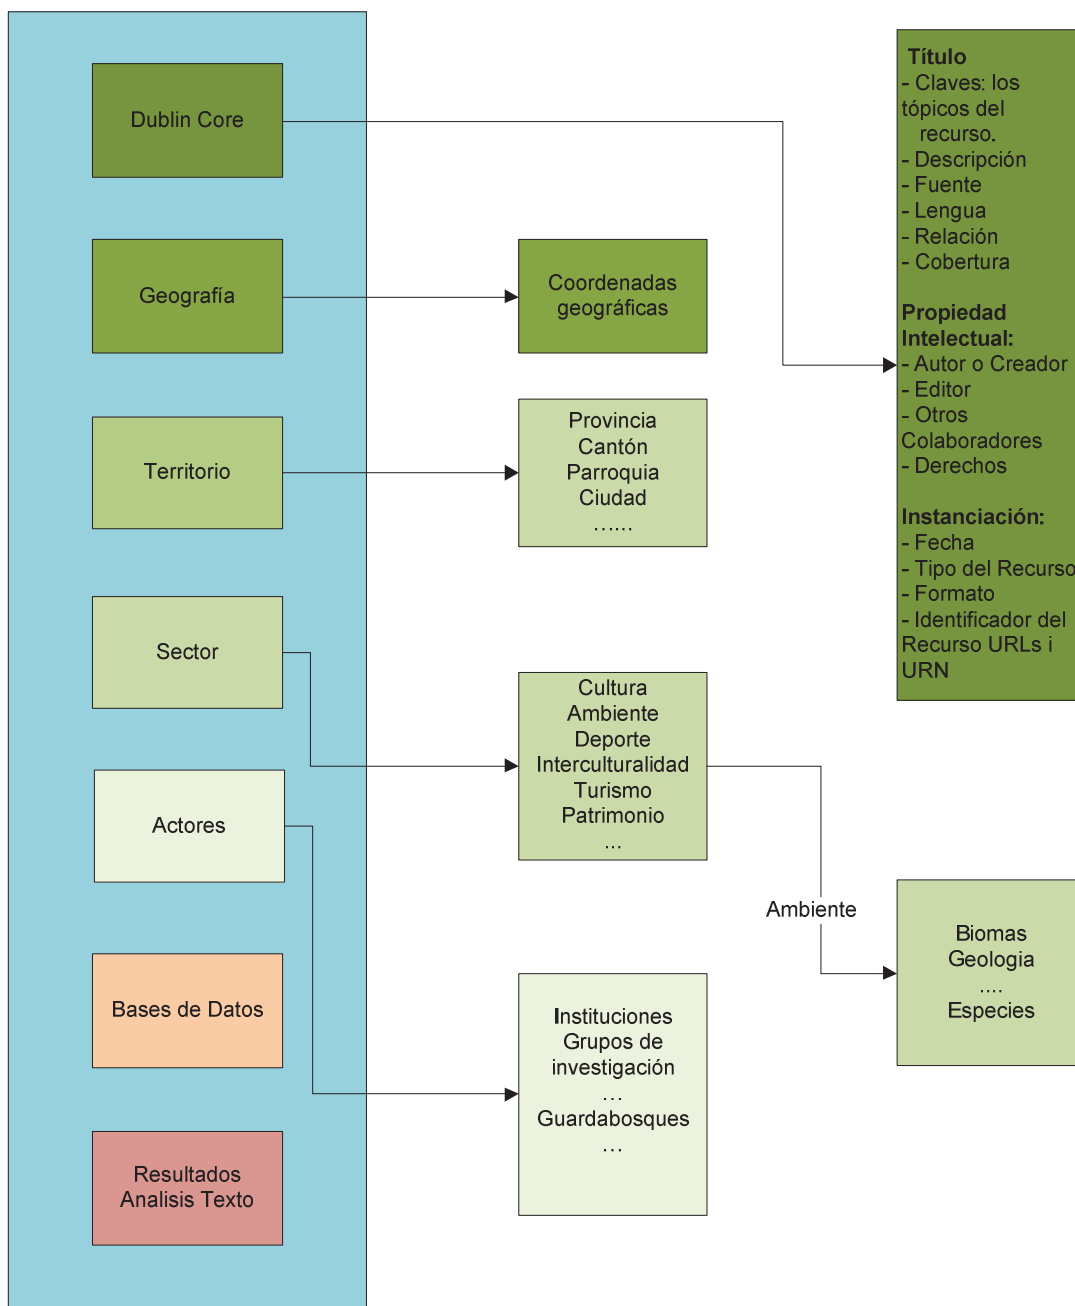 Dublin Core
Geografía
Territorio
Sector
Actores
Bases de Datos
Resultados
Analisis Texto
Coordenadas
geográficas
Provincia
Cantón
Parroquia
Ciudad
......
Cultura
Ambiente
Deporte
Interculturalidad
Turismo
Patrimonio
...
Instituciones
Grupos de
investigación
...
Guardabosques
...
Título
- Claves: los
tópicos del
recurso.
- Descripción
- Fuente
- Lengua
- Relación
- Cobertura
Propiedad
Intelectual:
- Autor o Creador
- Editor
- Otros
Colaboradores
- Derechos
Instanciación:
- Fecha
- Tipo del Recurso
- Formato
- Identificador del
Recurso URLs i
URN
Ambiente
Biomas
Geologia
....
Especies